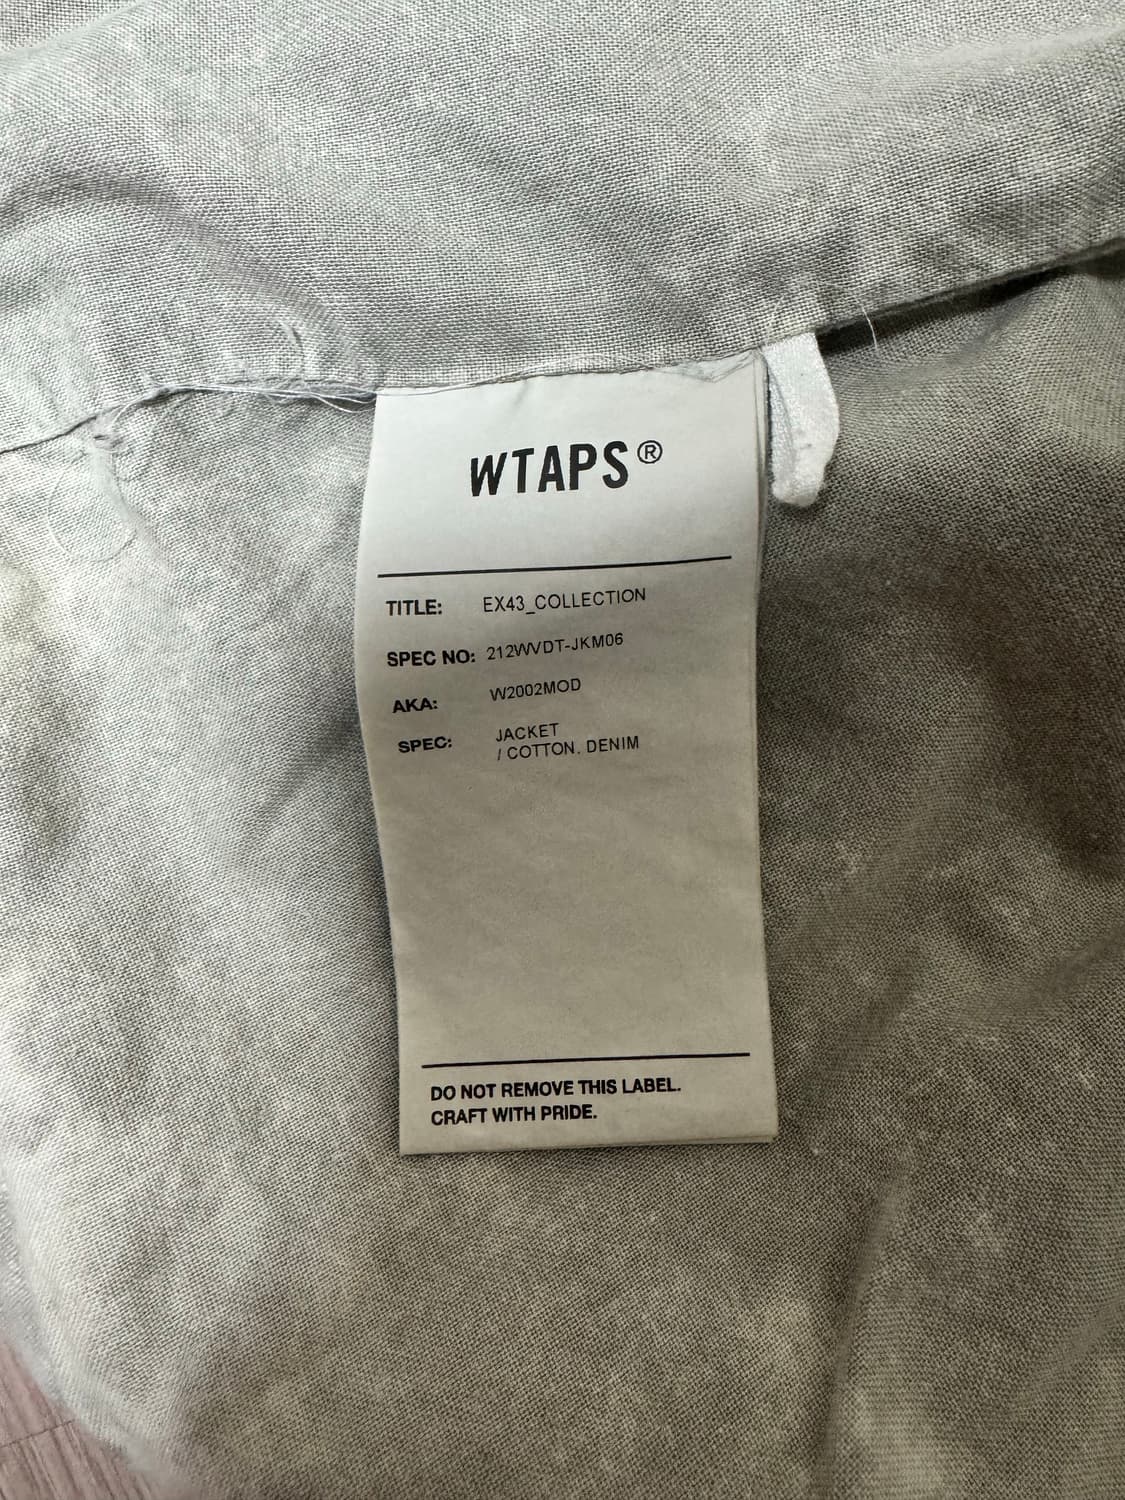 WTAPS®
TITLE: EX43_COLLECTION
SPEC NO: 212WVDT-JKM06
AKA: W2002MOD
SPEC: JACKET
/ COTTON. DENIM
DO NOT REMOVE THIS LABEL.
CRAFT WITH PRIDE.